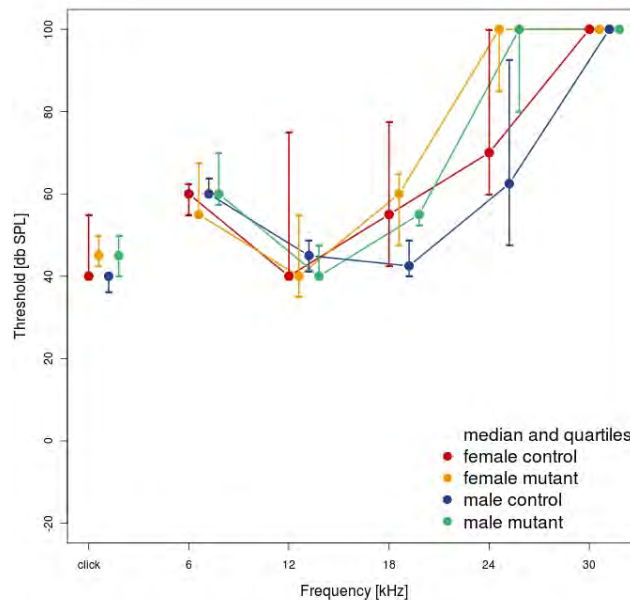 Threshold [db SPL]
100
80
60
40
20
0
-20
click
6
12
18
24
30
Frequency [kHz]
median and quartiles
female control
female mutant
male control
male mutant